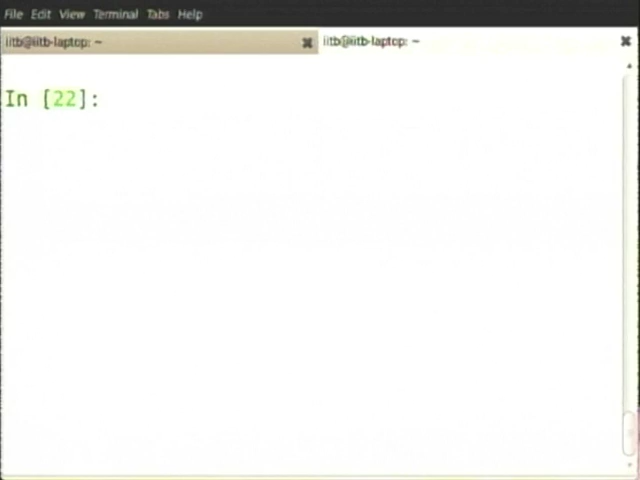 File Edit View Terminal Tabs Help
iitb@iitb-laptop: ~ iitb@iitb-laptop: ~
In [22]: